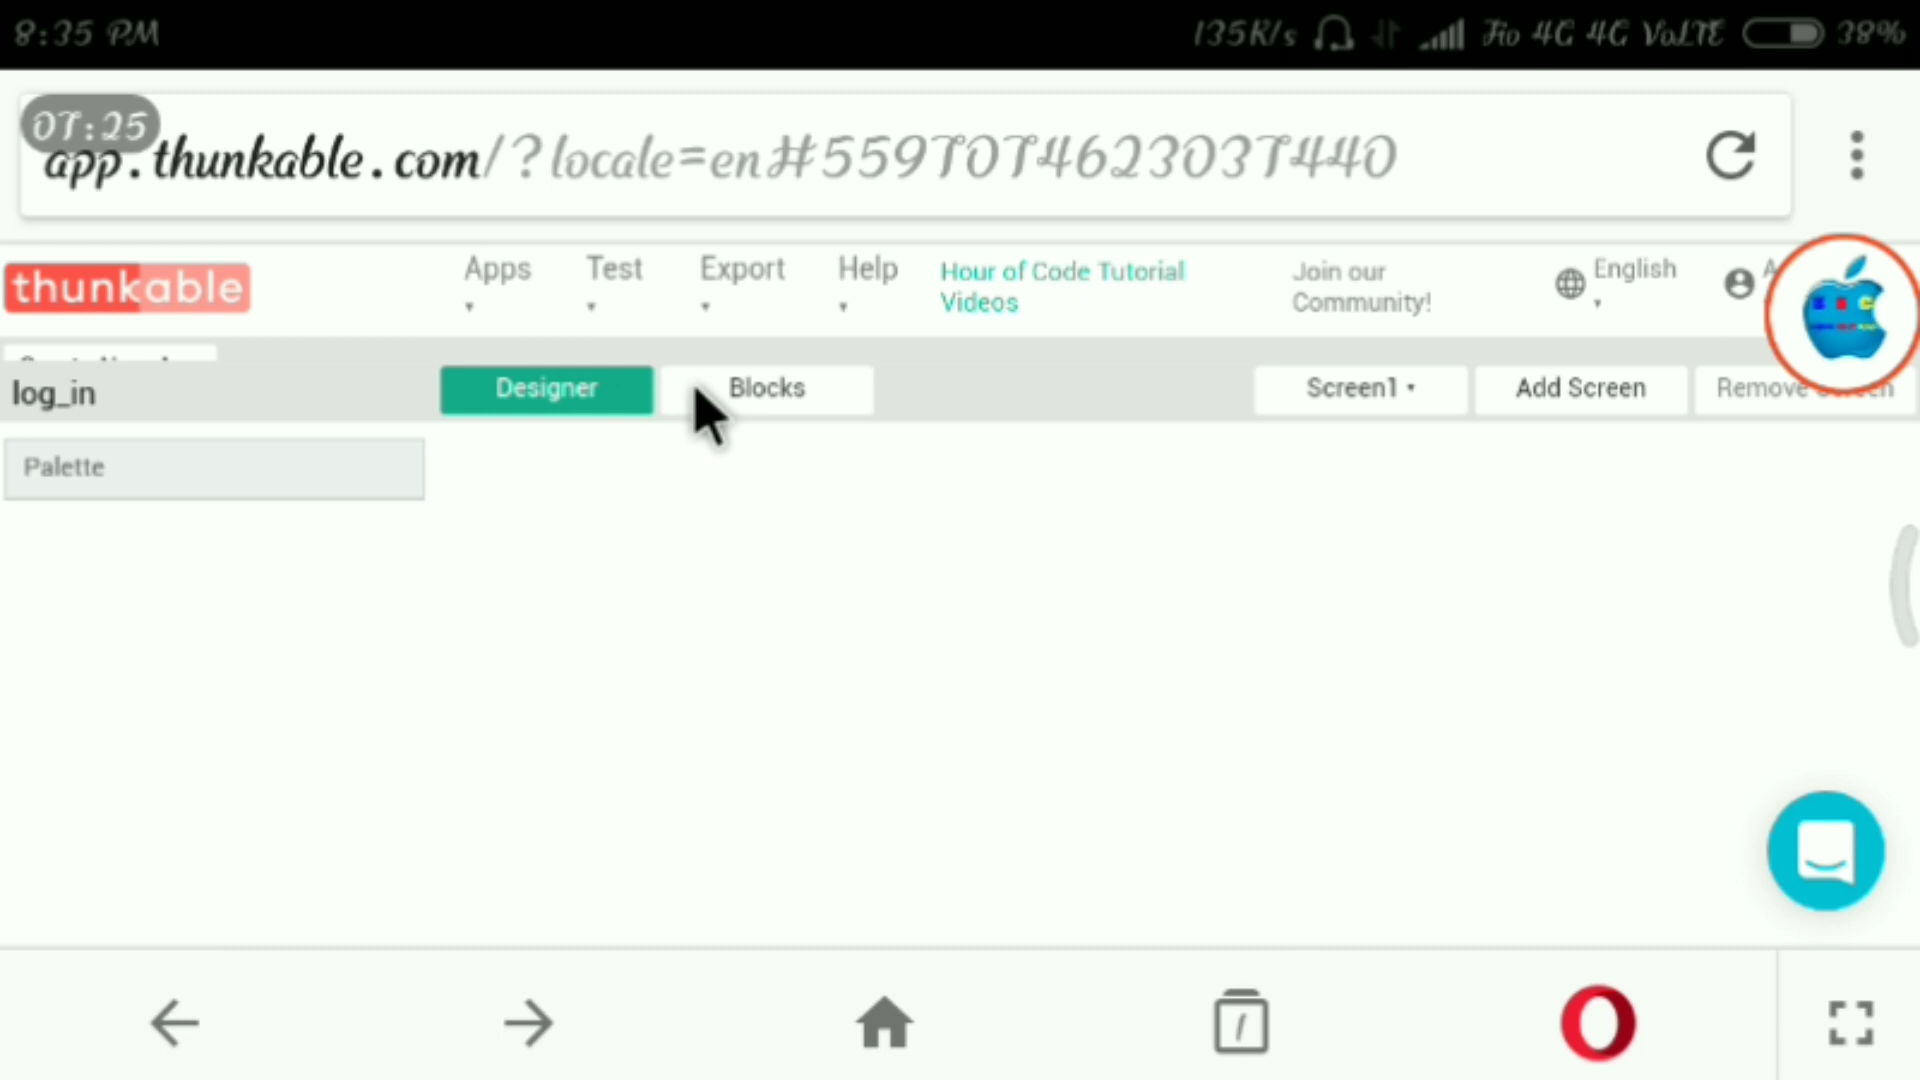 8:35 PM
135K/s Jio 4G 4G VoLTE 38%
07:25
app.thunkable.com/?locale=en#5597074623037440
thunkable
Apps Test Export Help
Hour of Code Tutorial
Videos
Join our
Community!
English
log_in
Designer Blocks
Screen1 Add Screen Remove
Palette